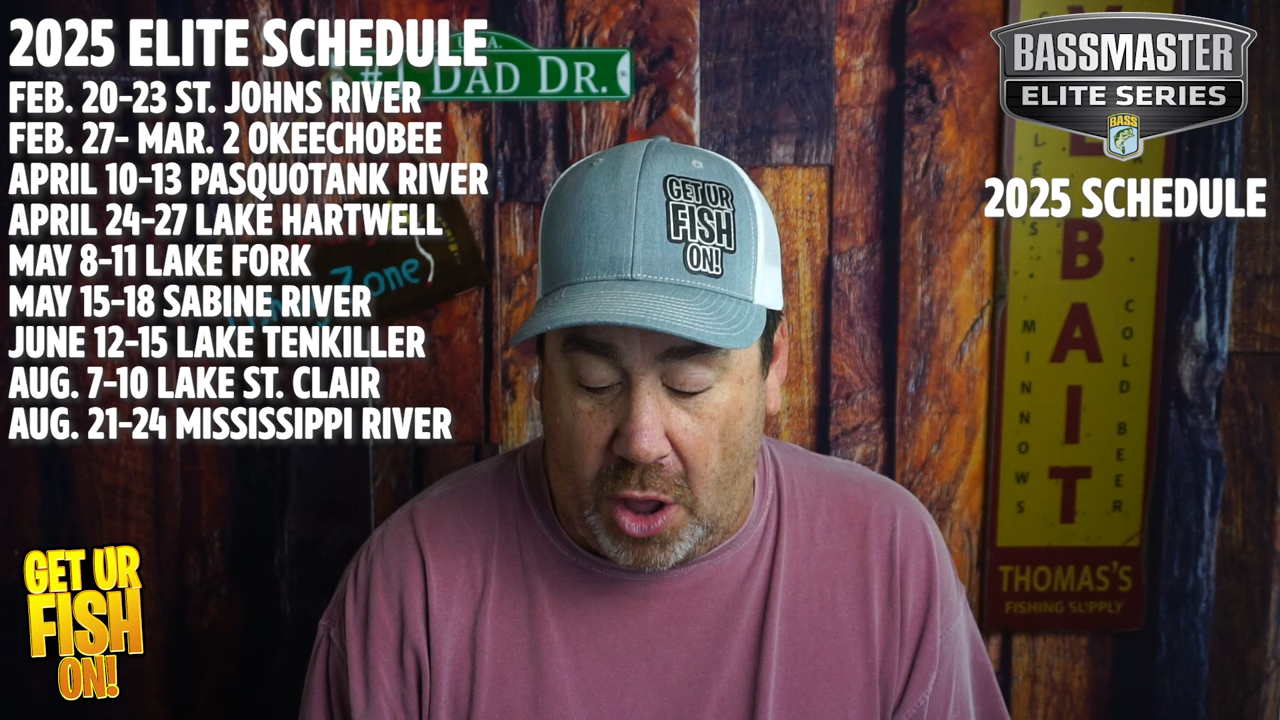 2025 ELITE SCHEDULE
FEB. 20-23 ST. JOHNS RIVER
FEB. 27- MAR. 2 OKEECHOBEE
APRIL 10-13 PASQUOTANK RIVER
APRIL 24-27 LAKE HARTWELL
MAY 8-11 LAKE FORK
MAY 15-18 SABINE RIVER
JUNE 12-15 LAKE TENKILLER
AUG. 7-10 LAKE ST. CLAIR
AUG. 21-24 MISSISSIPPI RIVER
#1 DAD DR.
Zone
GET UR
FISH
ON!
BASSMASTER
ELITE SERIES
BASS
2025 SCHEDULE
BAIT
MINNOWS
COLD BEER
THOMAS'S
FISHING SUPPLY
GET UR
FISH
ON!